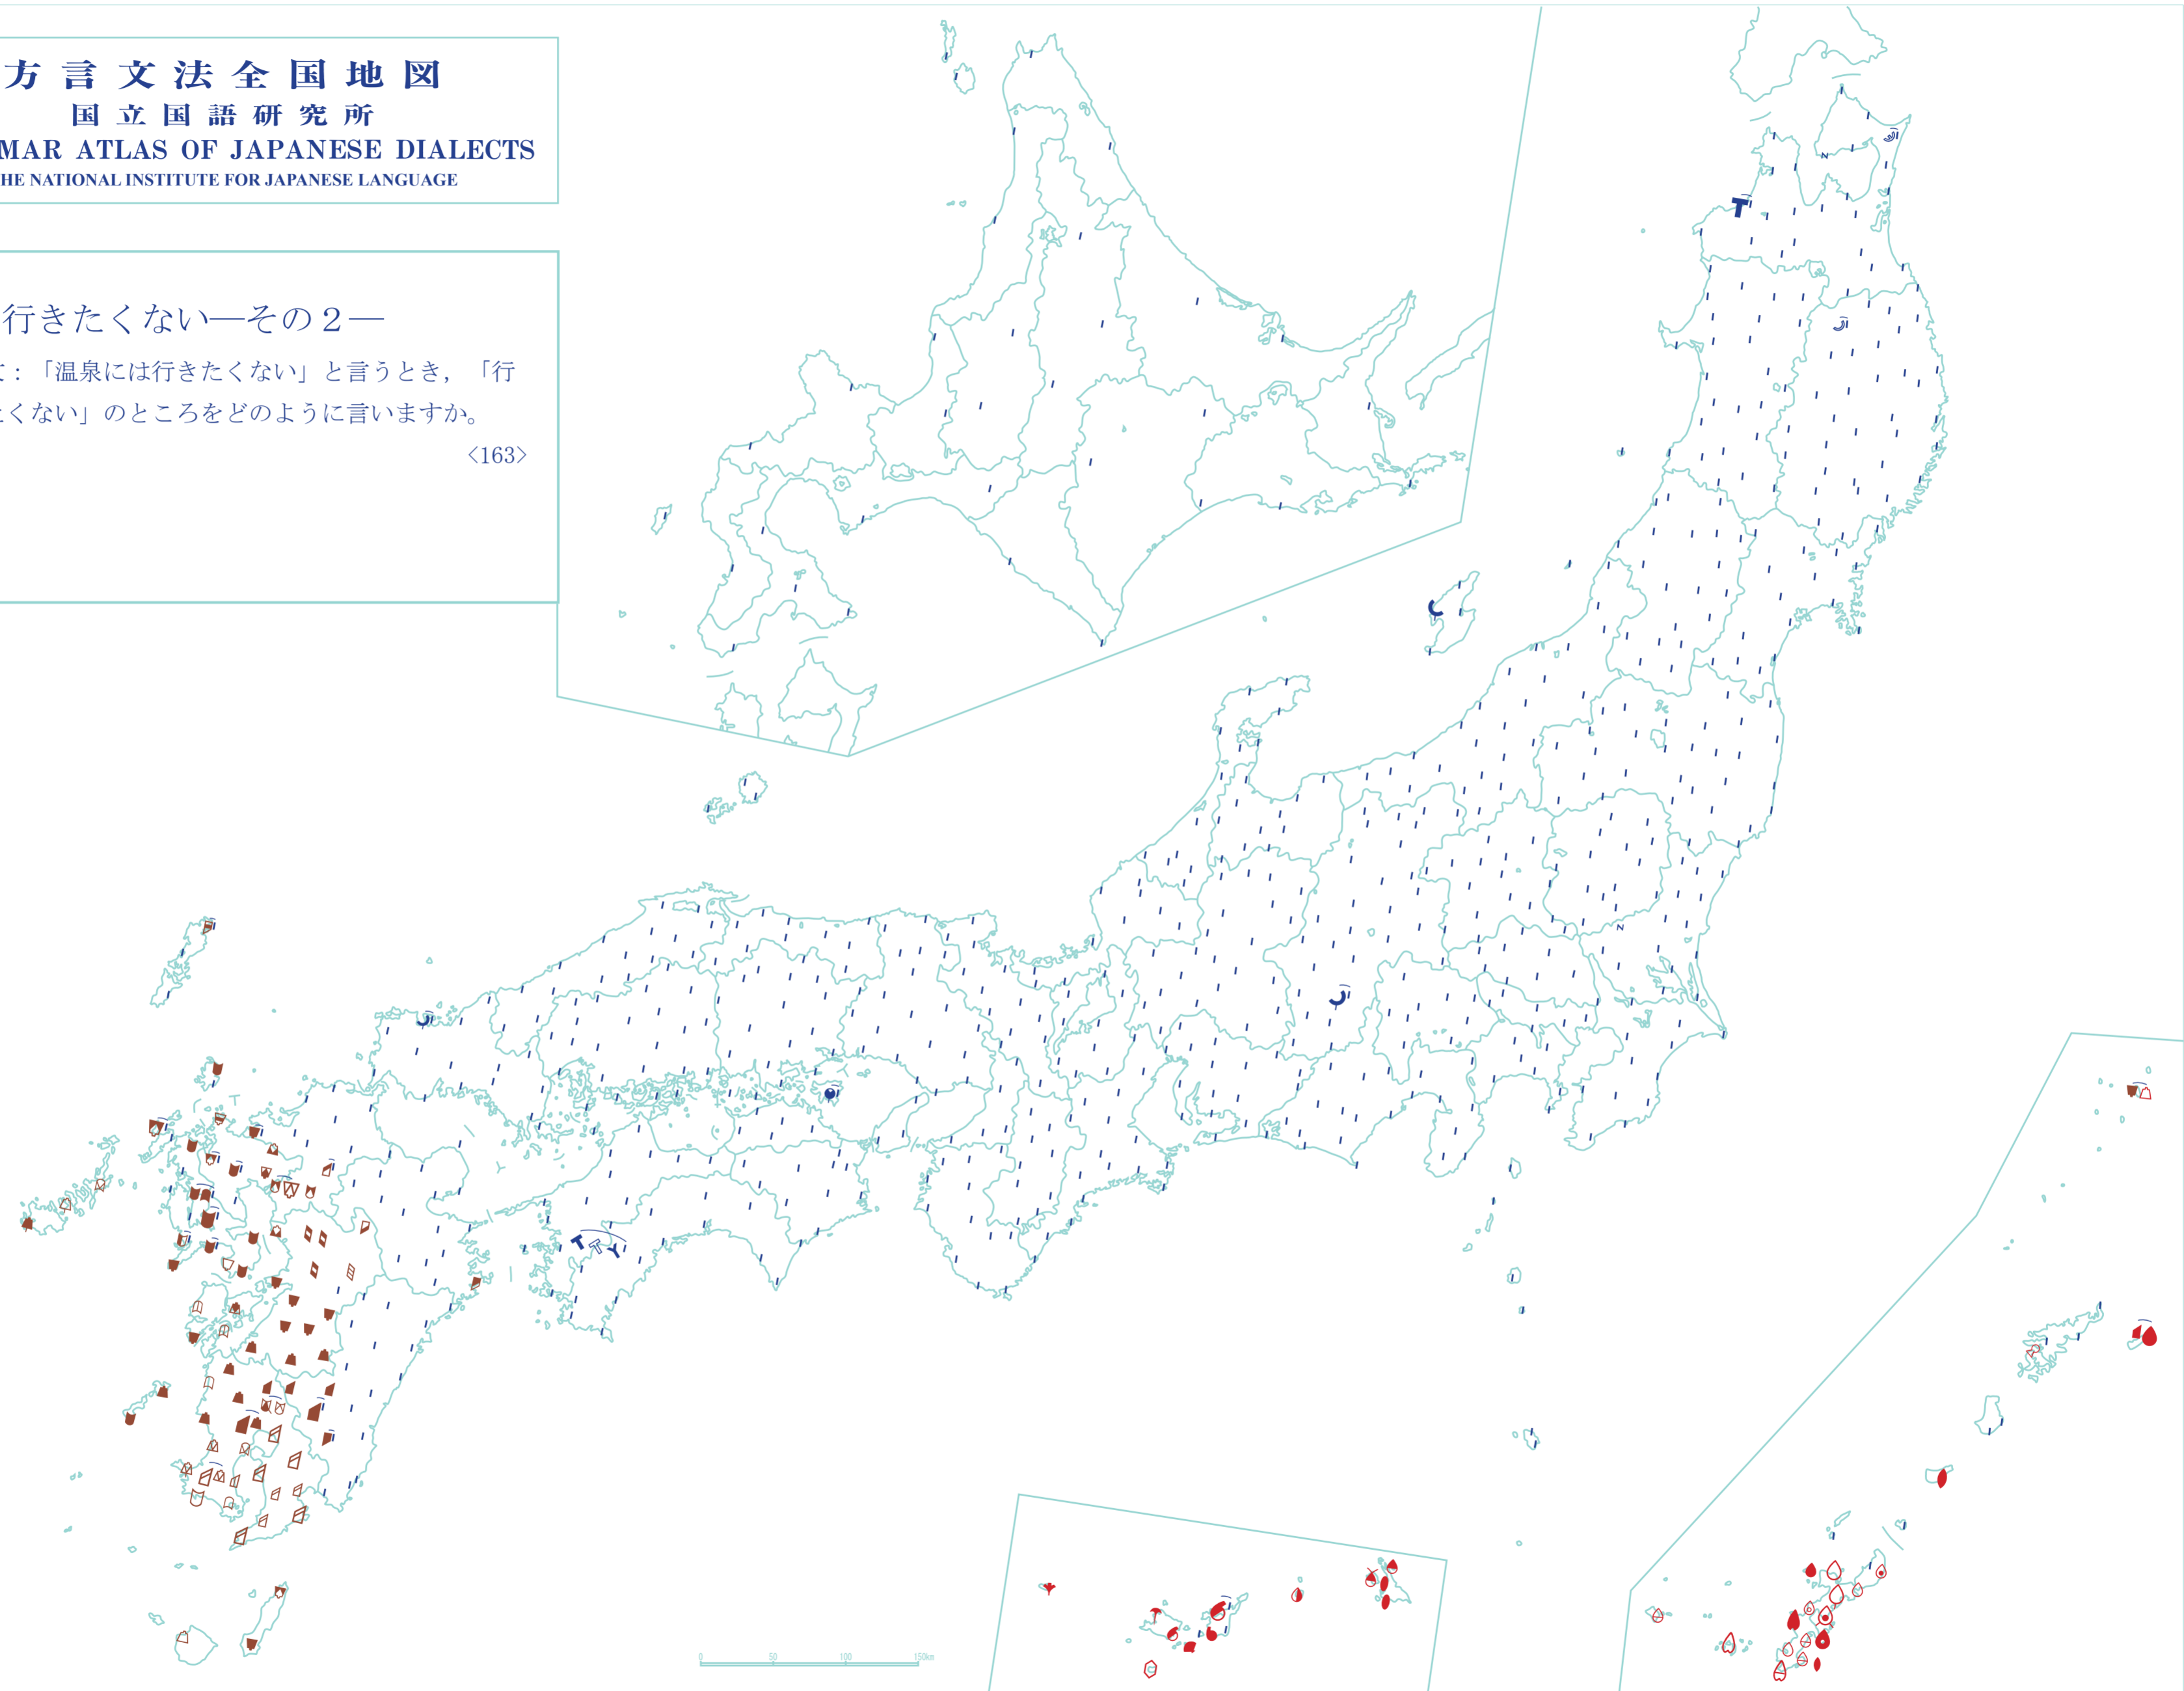 方言文法全国地図
国立国語研究所
MAR ATLAS OF JAPANESE DIALECTS
HE NATIONAL INSTITUTE FOR JAPANESE LANGUAGE
行きたくない―その2―
:「温泉には行きたくない」と言うとき,「行
くない」のところをどのように言いますか。
<163>
0 50 100 150km